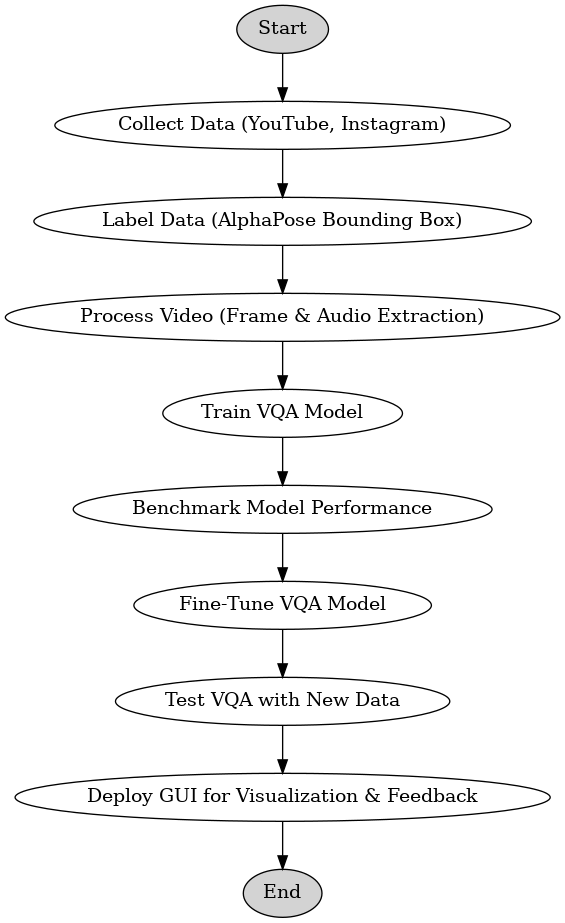 Start
Collect Data (YouTube, Instagram)
Label Data (AlphaPose Bounding Box)
Process Video (Frame & Audio Extraction)
Train VQA Model
Benchmark Model Performance
Fine-Tune VQA Model
Test VQA with New Data
Deploy GUI for Visualization & Feedback
End